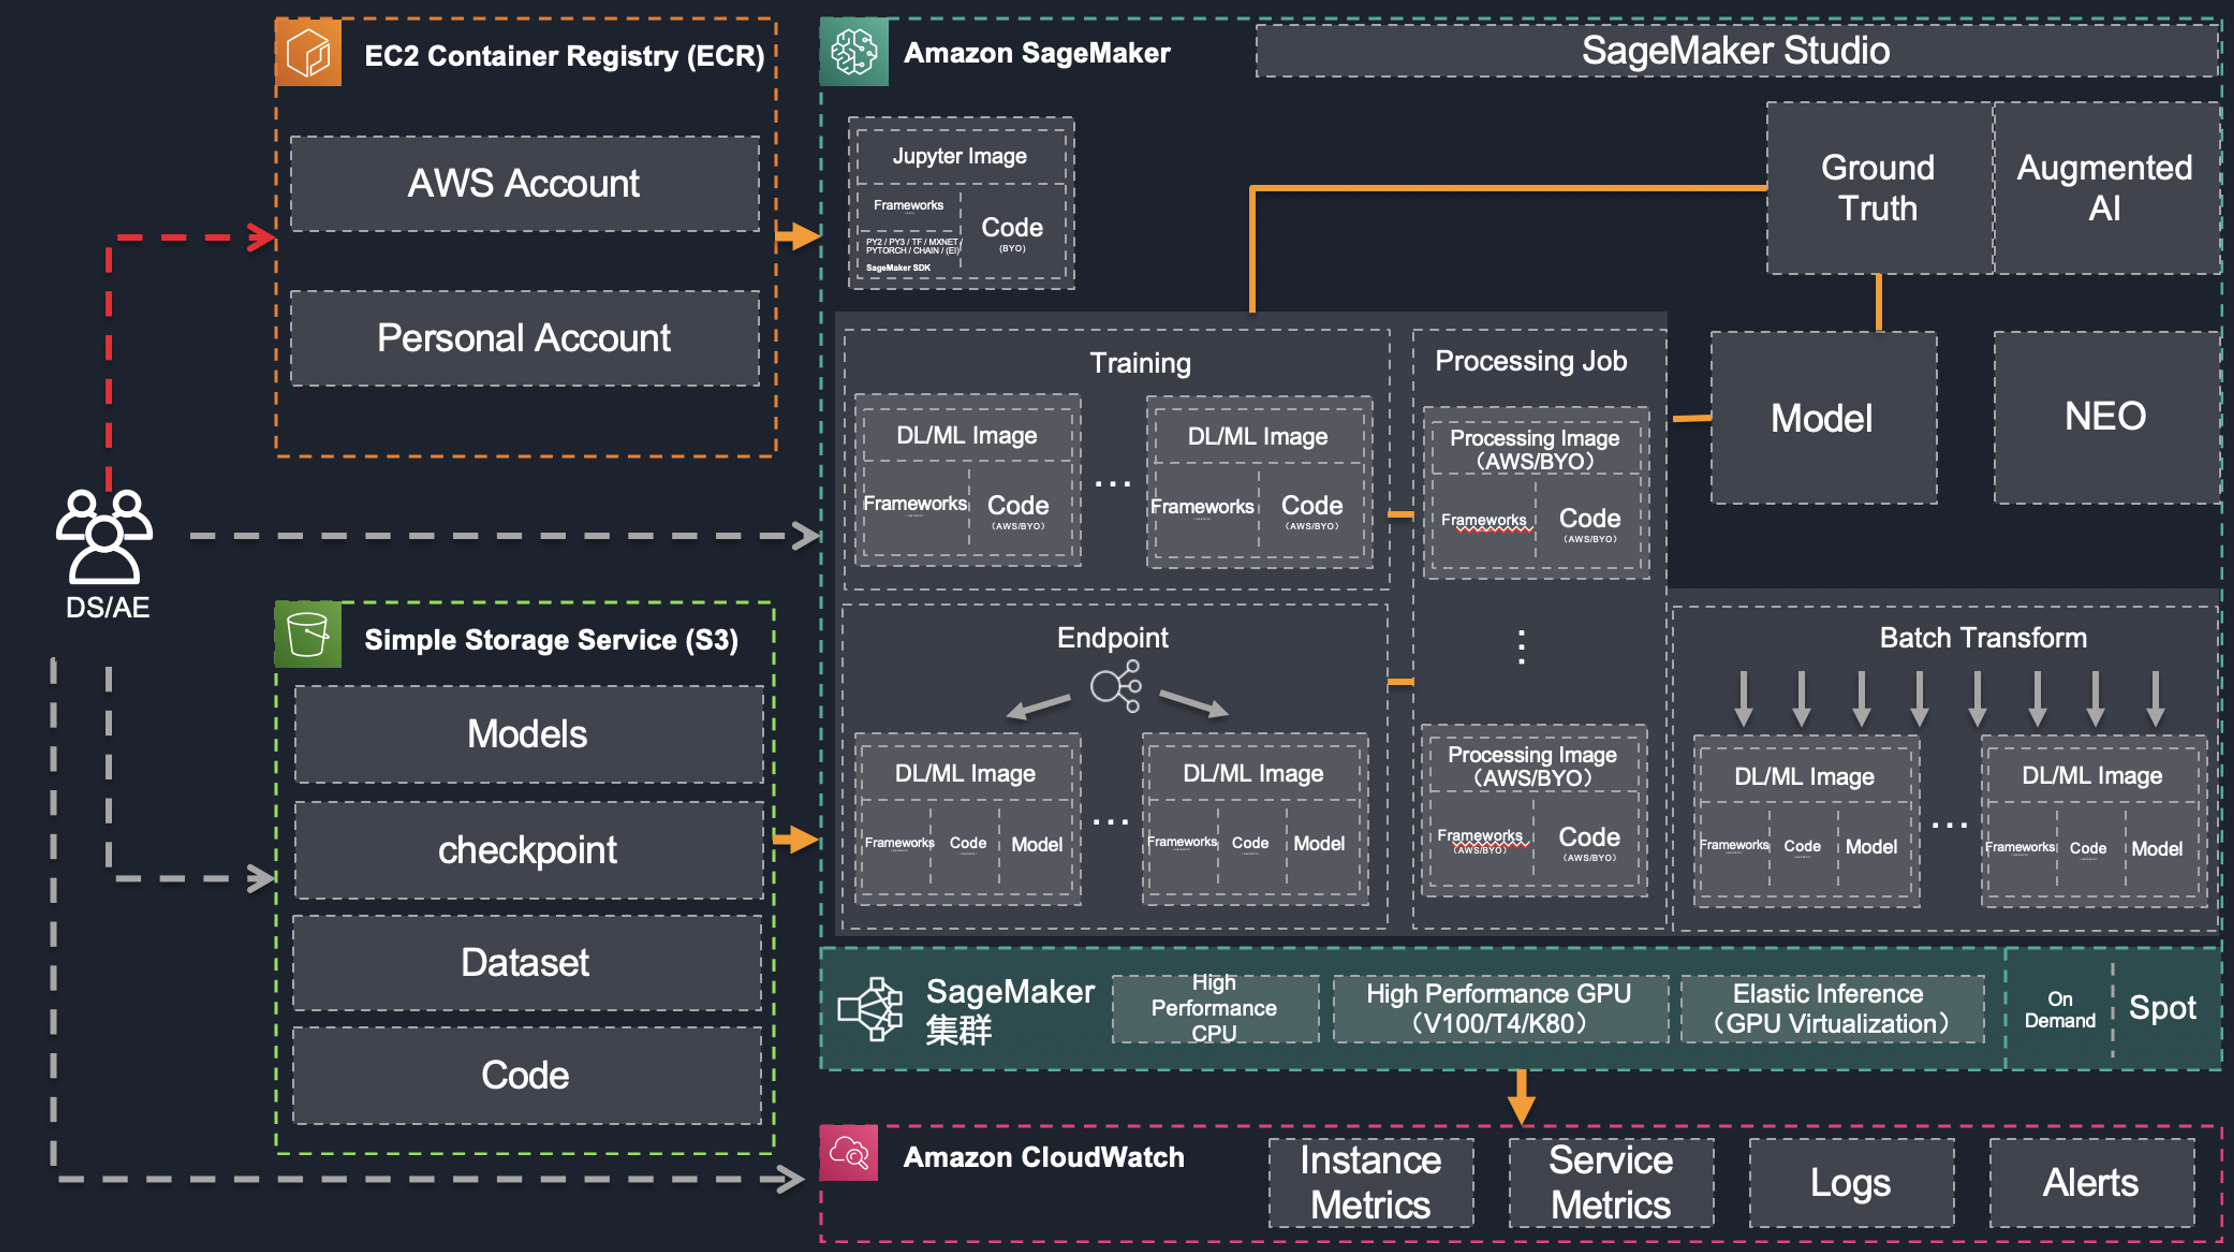 EC2 Container Registry (ECR)
AWS Account
Personal Account
DS/AE
Simple Storage Service (S3)
Models
checkpoint
Dataset
Code
Amazon SageMaker
SageMaker Studio
Jupyter Image
Frameworks
PY2 / PY3 / TF / MXNET /
PYTORCH / CHAIN / (EI)
SageMaker SDK
Code
(BYO)
Ground
Truth
Augmented
AI
Training
DL/ML Image
Frameworks
Code
(AWS/BYO)
...
DL/ML Image
Frameworks
Code
(AWS/BYO)
Processing Job
Processing Image
（AWS/BYO）
Frameworks
Code
(AWS/BYO)
Model
NEO
Endpoint
DL/ML Image
Frameworks
Code
Model
...
DL/ML Image
Frameworks
Code
Model
...
Processing Image
（AWS/BYO）
Frameworks
(AWS/BYO)
Code
(AWS/BYO)
Batch Transform
DL/ML Image
Frameworks
Code
Model
...
DL/ML Image
Frameworks
Code
Model
SageMaker
集群
High
Performance
CPU
High Performance GPU
（V100/T4/K80）
Elastic Inference
（GPU Virtualization）
On
Demand
Spot
Amazon CloudWatch
Instance
Metrics
Service
Metrics
Logs
Alerts